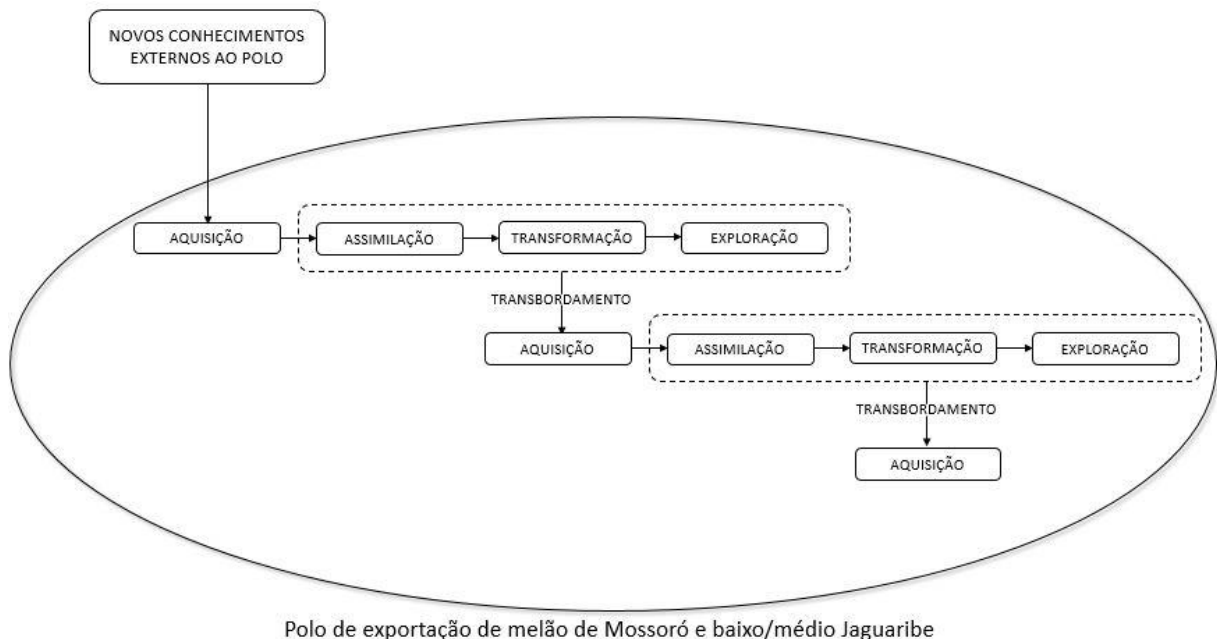 NOVOS CONHECIMENTOS
EXTERNOS AO POLO
AQUISIÇÃO
ASSIMILAÇÃO
TRANSFORMAÇÃO
EXPLORAÇÃO
TRANSBORDAMENTO
AQUISIÇÃO
ASSIMILAÇÃO
TRANSFORMAÇÃO
EXPLORAÇÃO
TRANSBORDAMENTO
AQUISIÇÃO
Polo de exportação de melão de Mossoró e baixo/médio Jaguaribe